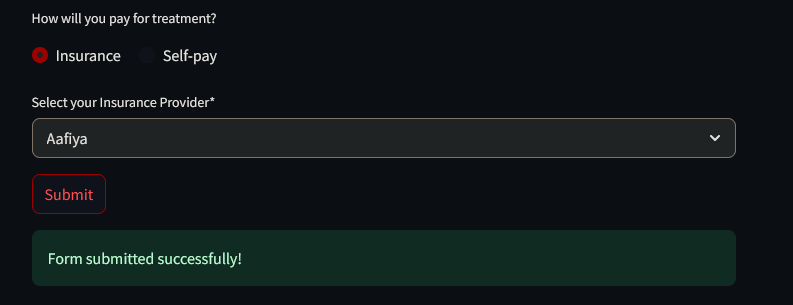 How will you pay for treatment?
Insurance Self-pay
Select your Insurance Provider*
Aafiya
Submit
Form submitted successfully!